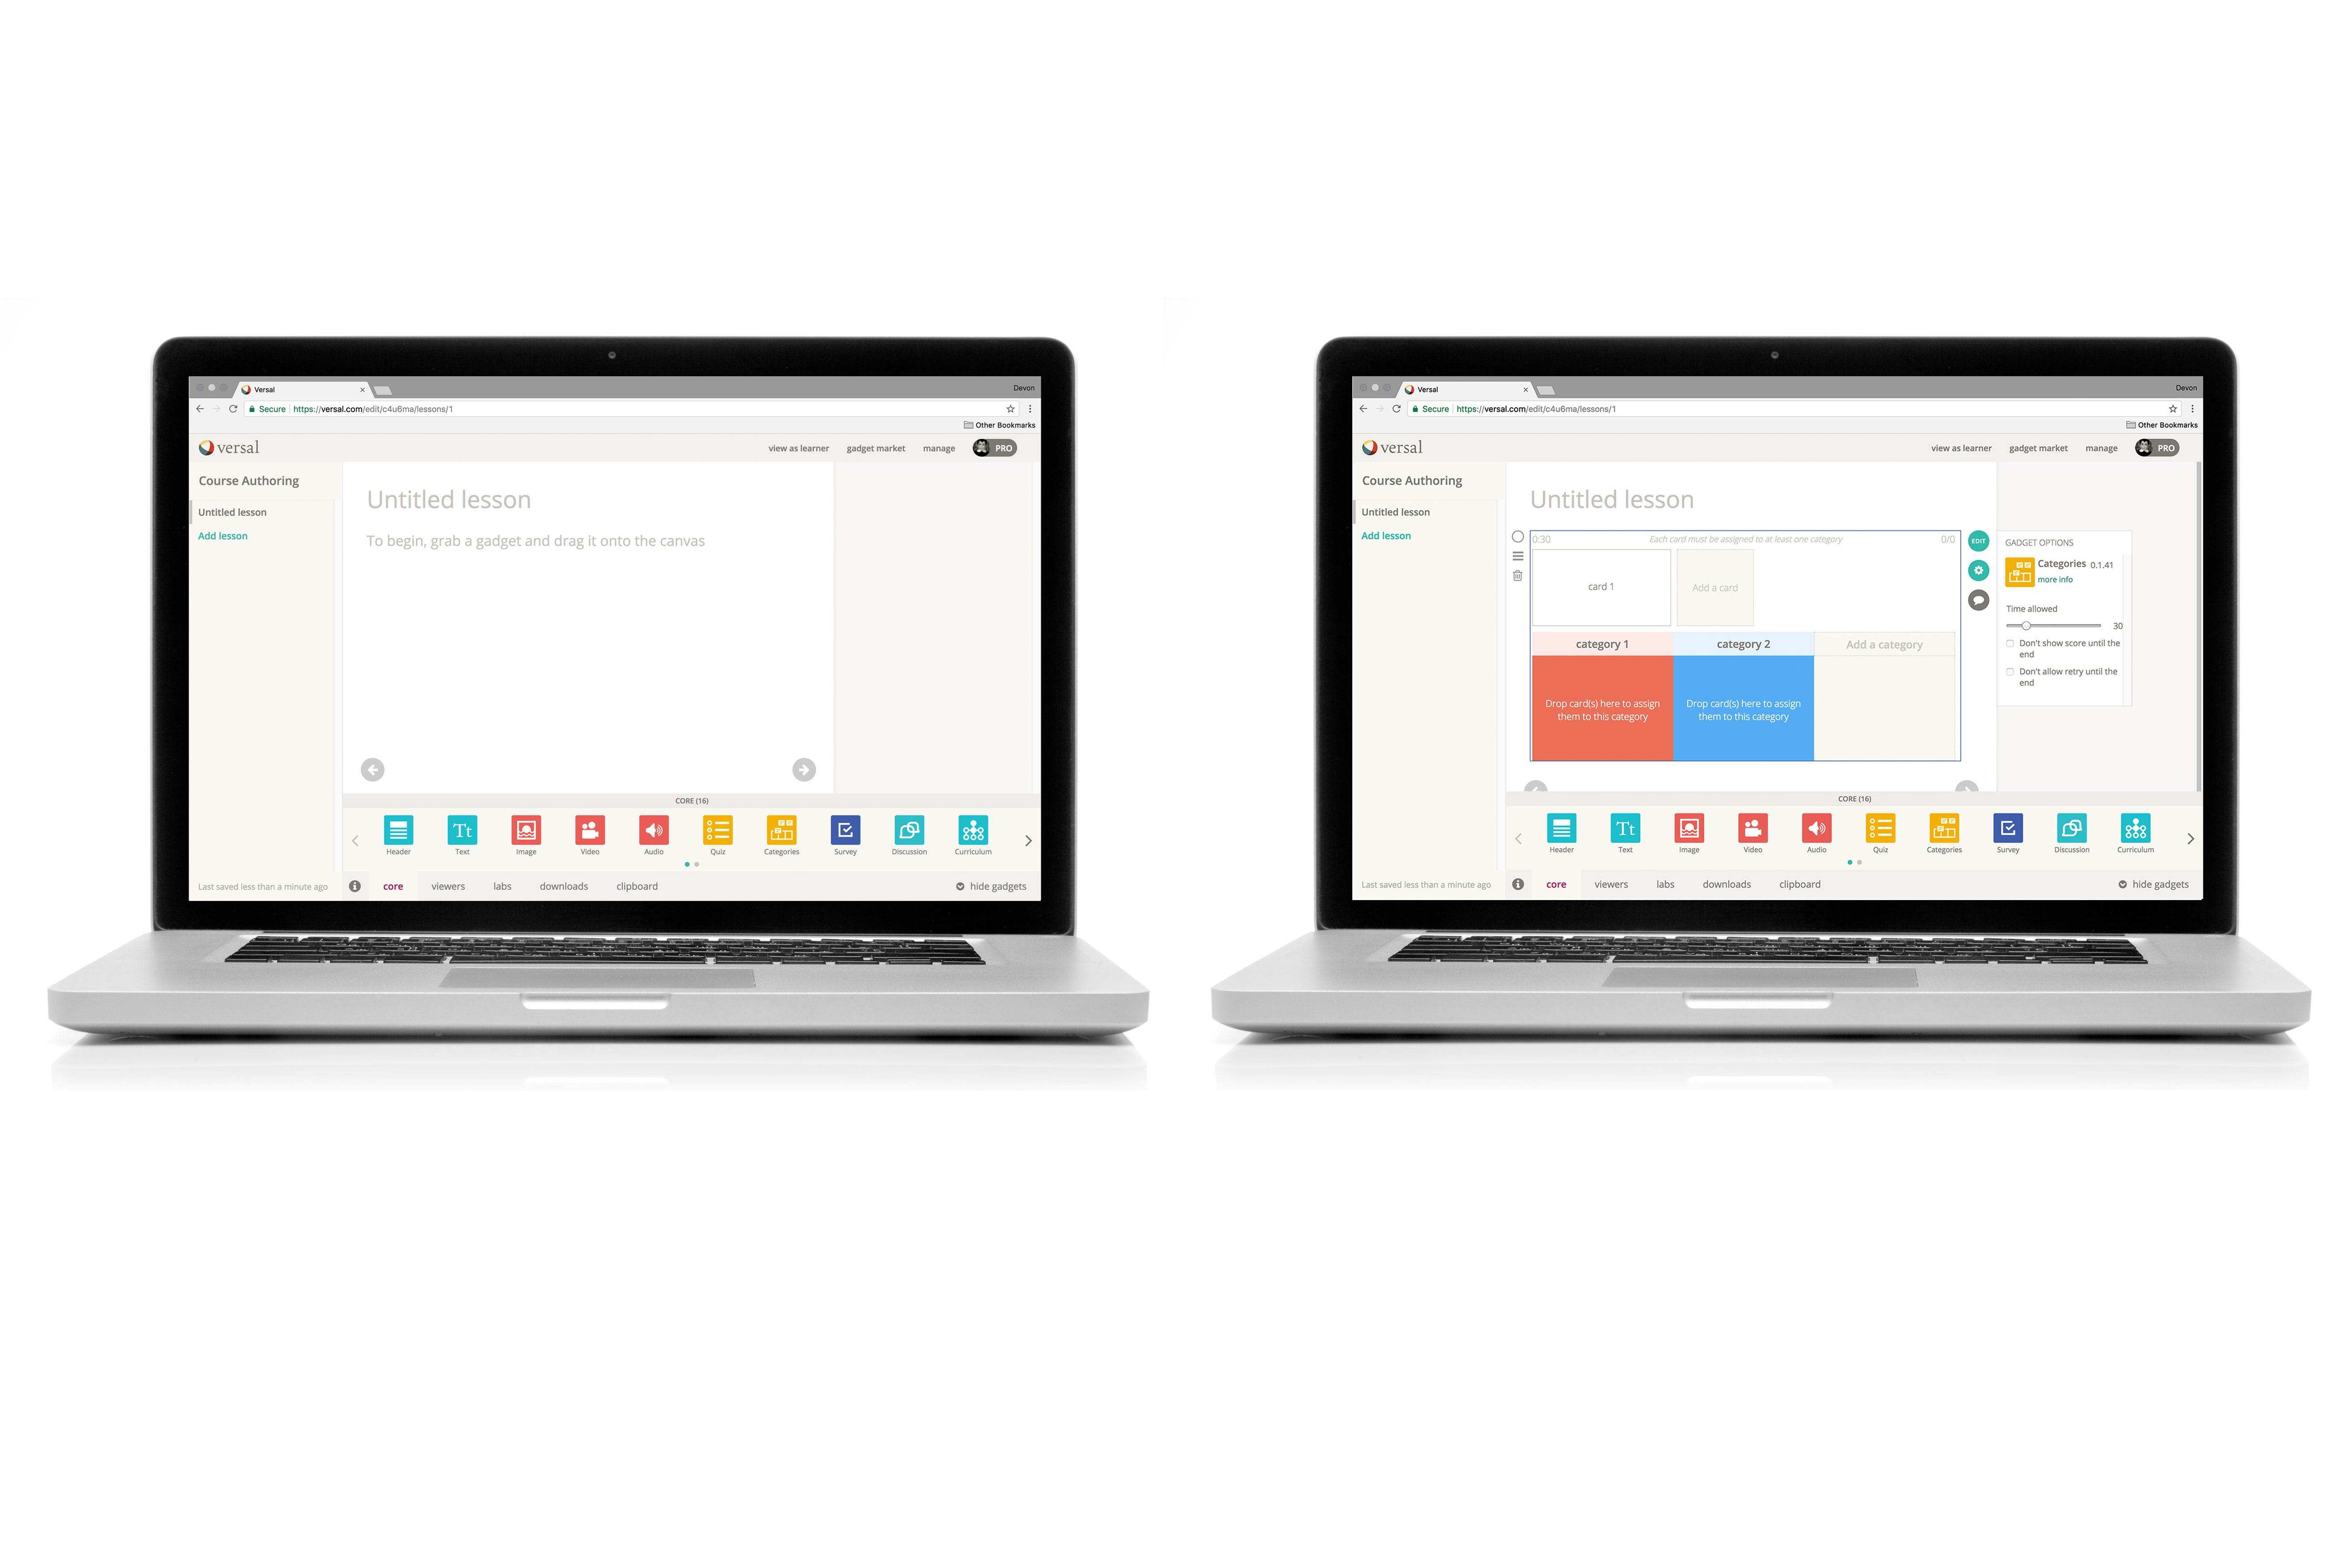 Versal
Devon
Secure https://versal.com/edit/c4u6ma/lessons/1
Other Bookmarks
versal
view as learner gadget market manage PRO
Course Authoring
Untitled lesson
Add lesson
Untitled lesson
To begin, grab a gadget and drag it onto the canvas
CORE (16)
Header Text Image Video Audio Quiz Categories Survey Discussion Curriculum
Last saved less than a minute ago
core viewers labs downloads clipboard
hide gadgets
Versal
Devon
Secure https://versal.com/edit/c4u6ma/lessons/1
Other Bookmarks
versal
view as learner gadget market manage PRO
Course Authoring
Untitled lesson
Add lesson
Untitled lesson
0:30 Each card must be assigned to at least one category 0/0
card 1
Add a card
category 1 category 2 Add a category
Drop card(s) here to assign
them to this category
Drop card(s) here to assign
them to this category
EDIT
GADGET OPTIONS
Categories 0.1.41
more info
Time allowed
30
Don't show score until the
end
Don't allow retry until the
end
CORE (16)
Header Text Image Video Audio Quiz Categories Survey Discussion Curriculum
Last saved less than a minute ago
core viewers labs downloads clipboard
hide gadgets